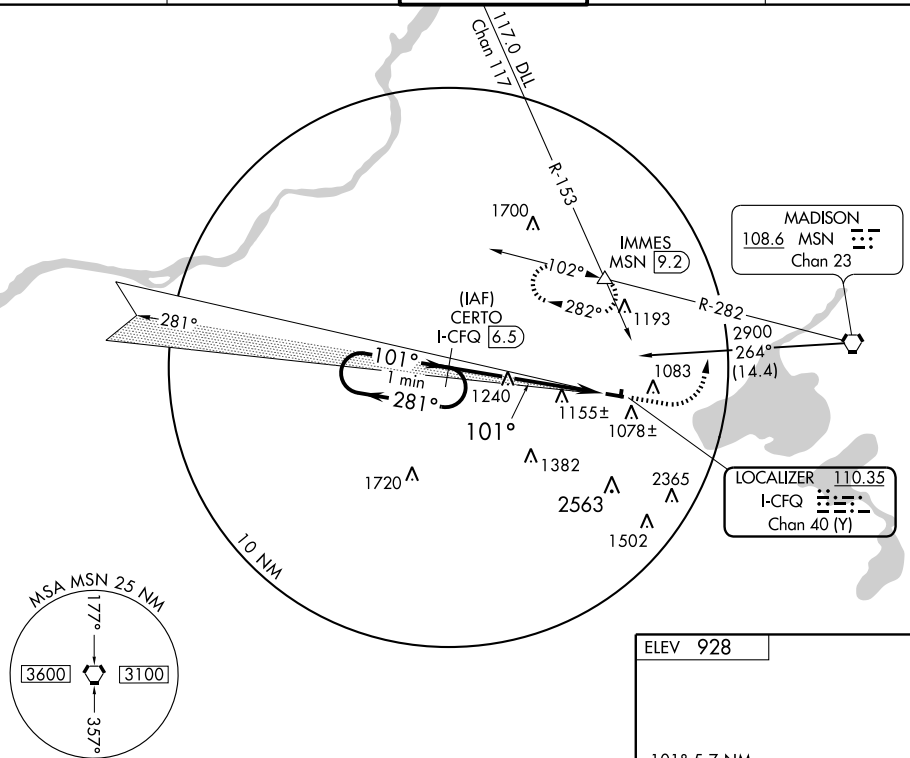 117.0 DLL
Chan 117
R-153
1700
IMMES
MSN 9.2
102°
282°
1193
MADISON
108.6 MSN
Chan 23
R-282
2900
264°
(14.4)
281°
(IAF)
CERTO
I-CFQ 6.5
101°
1 min
281°
1240
101°
1155±
1083
1078±
1382
1720
2563
2365
1502
LOCALIZER 110.35
I-CFQ
Chan 40 (Y)
10 NM
MSA MSN 25 NM
177°
3600
3100
357°
ELEV 928